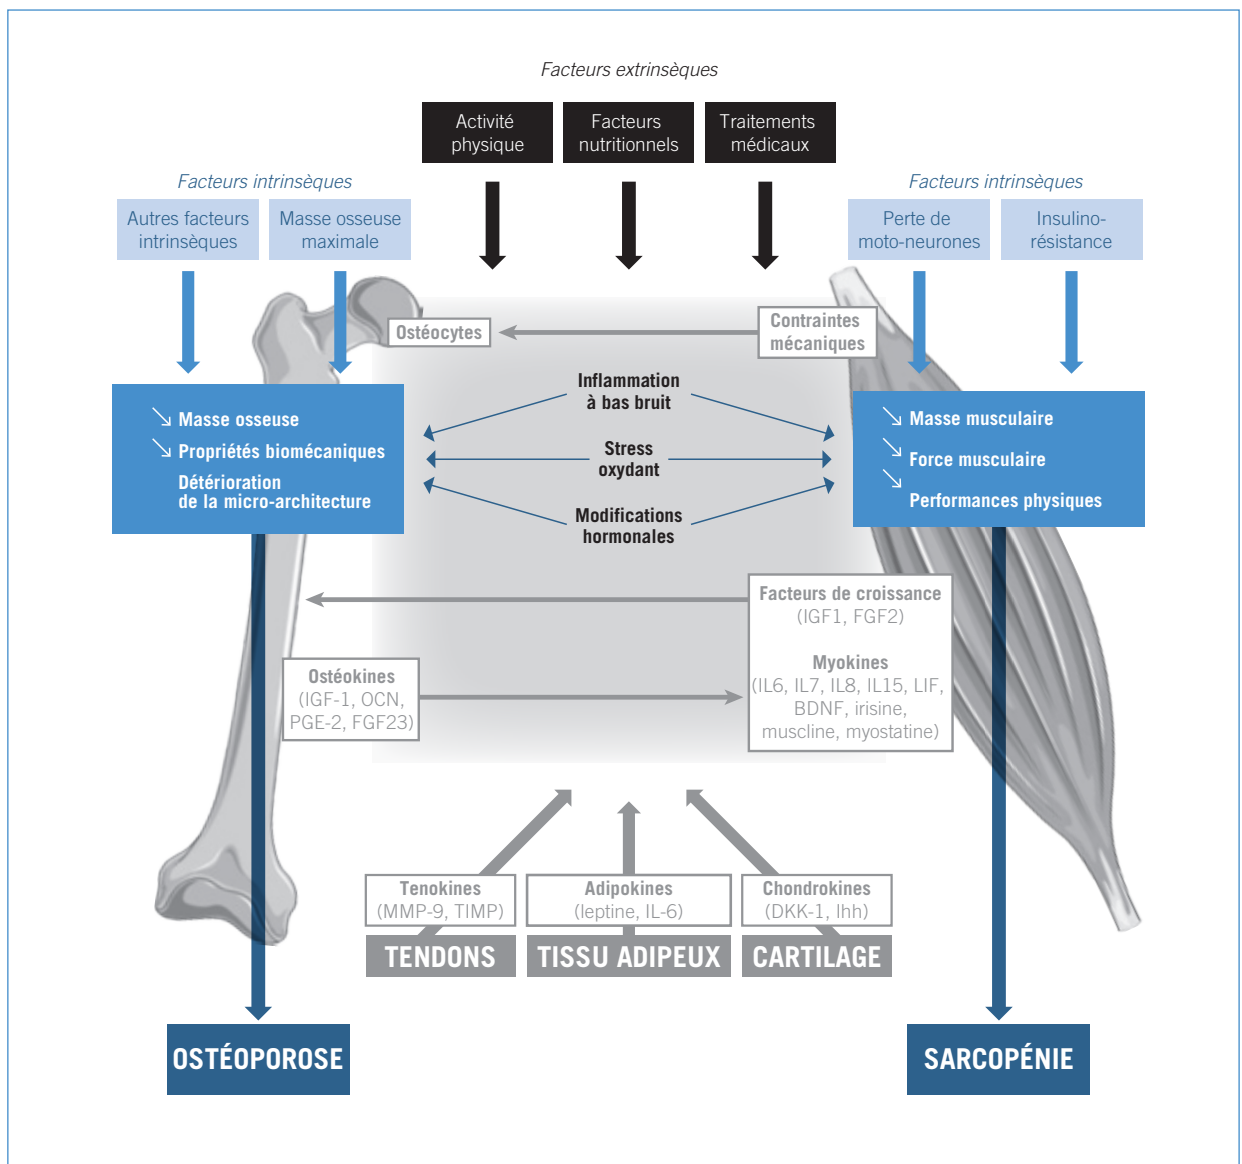 Facteurs extrinsèques
Activité
physique
Facteurs
nutritionnels
Traitements
médicaux
Facteurs intrinsèques
Autres facteurs
intrinsèques
Masse osseuse
maximale
Facteurs intrinsèques
Perte de
moto-neurones
Insulino-
résistance
Ostéocytes
Contraintes
mécaniques
Masse osseuse
Propriétés biomécaniques
Détérioration
de la micro-architecture
Inflammation
à bas bruit
Stress
oxydant
Modifications
hormonales
Masse musculaire
Force musculaire
Performances physiques
Facteurs de croissance
(IGF1, FGF2)
Myokines
(IL6, IL7, IL8, IL15, LIF,
BDNF, irisine,
muscline, myostatine)
Ostéokines
(IGF-1, OCN,
PGE-2, FGF23)
Tenokines
(MMP-9, TIMP)
Adipokines
(leptine, IL-6)
Chondrokines
(DKK-1, Ihh)
TENDONS
TISSU ADIPEUX
CARTILAGE
OSTÉOPOROSE
SARCOPÉNIE